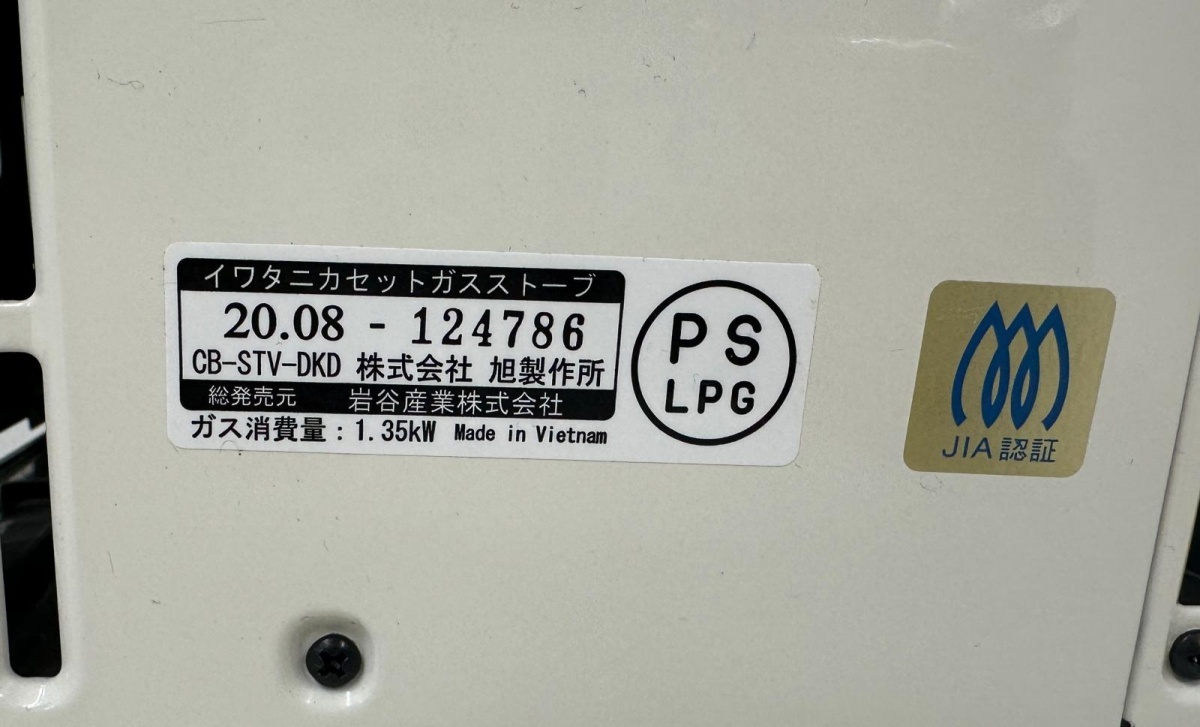 イワタニカセットガスストーブ
20.08 - 124786
CB-STV-DKD 株式会社 旭製作所
総発売元 岩谷産業株式会社
ガス消費量：1.35kW Made in Vietnam
PS
LPG
JIA 認証